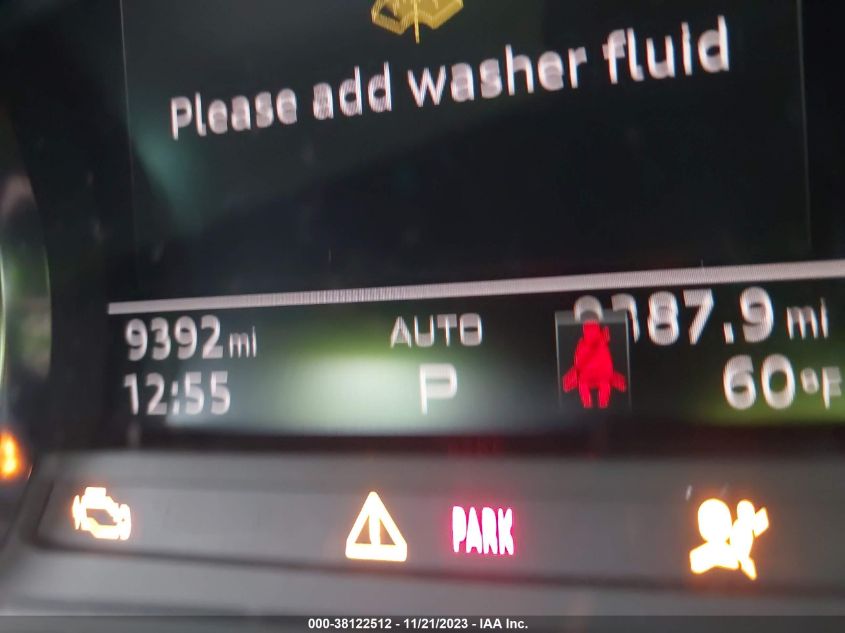 Please add washer fluid
9392 mi AUTO 187.9 mi
12:55 P 60°F
PARK
000-38122512 - 11/21/2023 - IAA Inc.